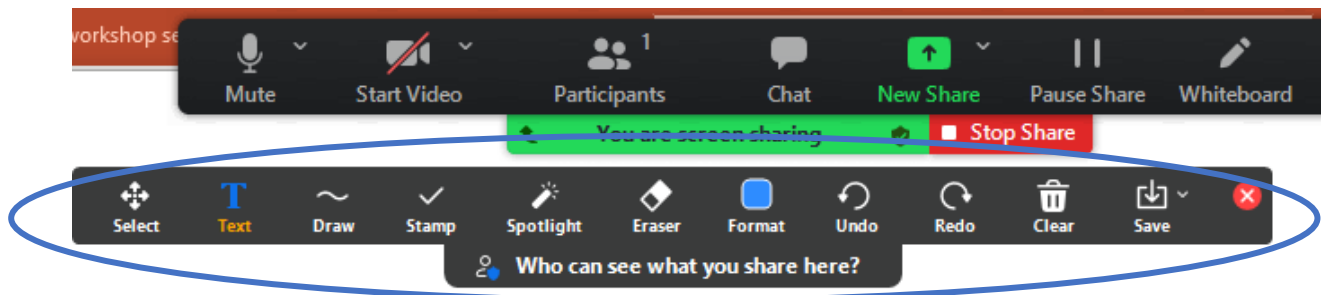 workshop se
1
Mute Start Video Participants Chat New Share Pause Share Whiteboard
You are screen sharing Stop Share
Select Text Draw Stamp Spotlight Eraser Format Undo Redo Clear Save
Who can see what you share here?